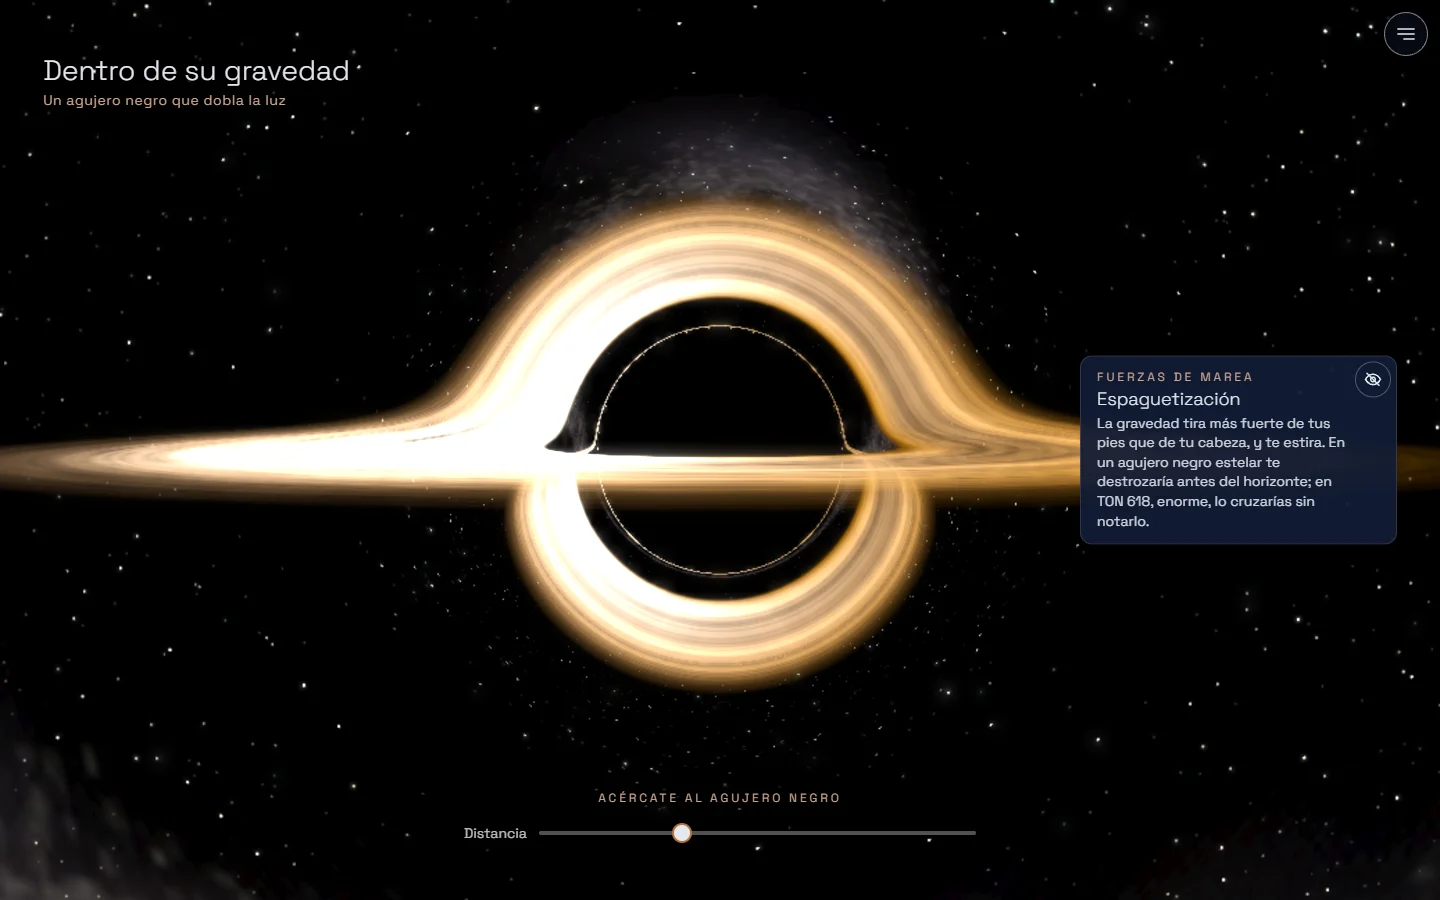 Dentro de su gravedad
Un agujero negro que dobla la luz
FUERZAS DE MAREA
Espaguetización
La gravedad tira más fuerte de tus
pies que de tu cabeza, y te estira. En
un agujero negro estelar te
destrozaría antes del horizonte; en
TON 618, enorme, lo cruzarías sin
notarlo.
ACÉRCATE AL AGUJERO NEGRO
Distancia